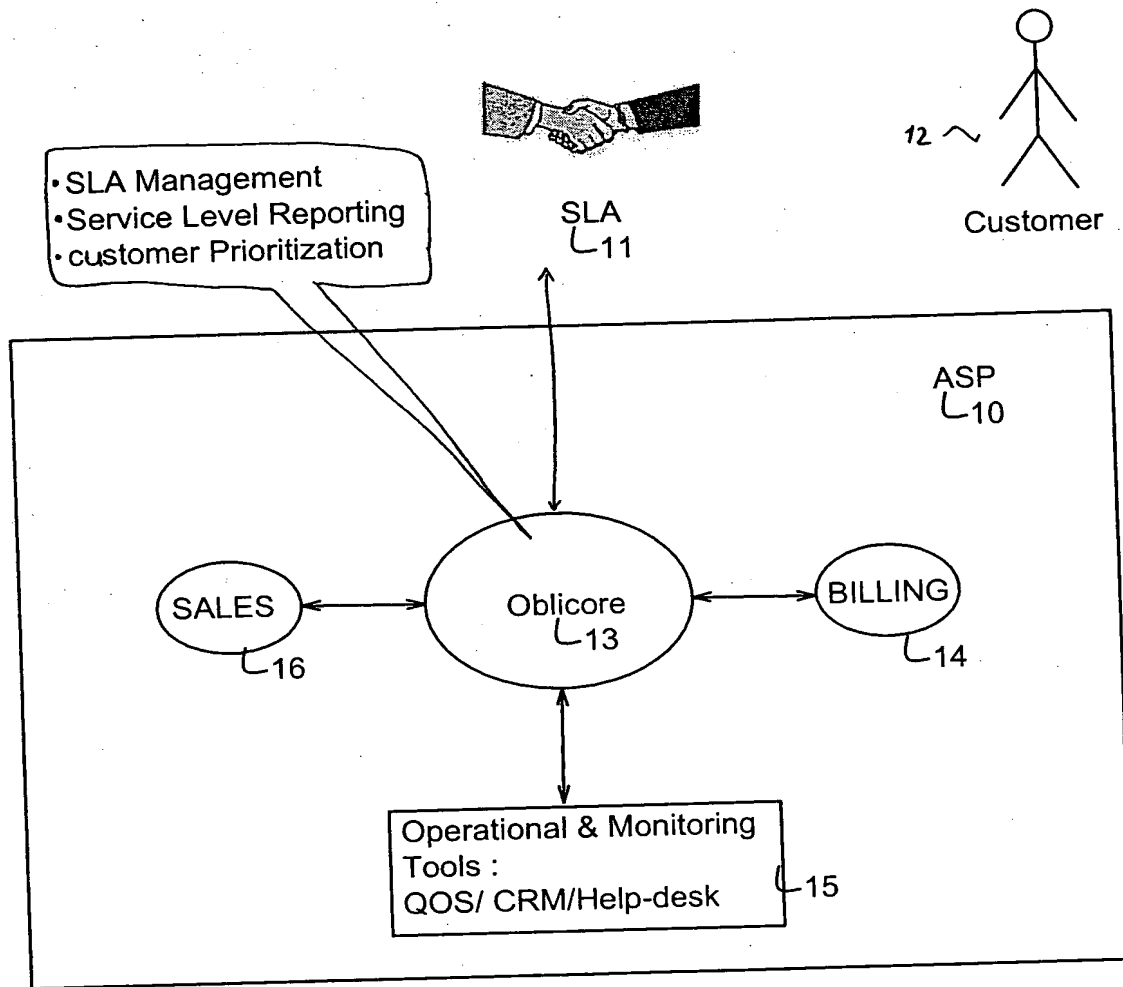 12
• SLA Management
•Service Level Reporting
• customer Prioritization
SLA
11
Customer
ASP
10
SALES
16
Oblicore
13
BILLING
14
Operational & Monitoring
Tools :
QOS/ CRM/Help-desk
15